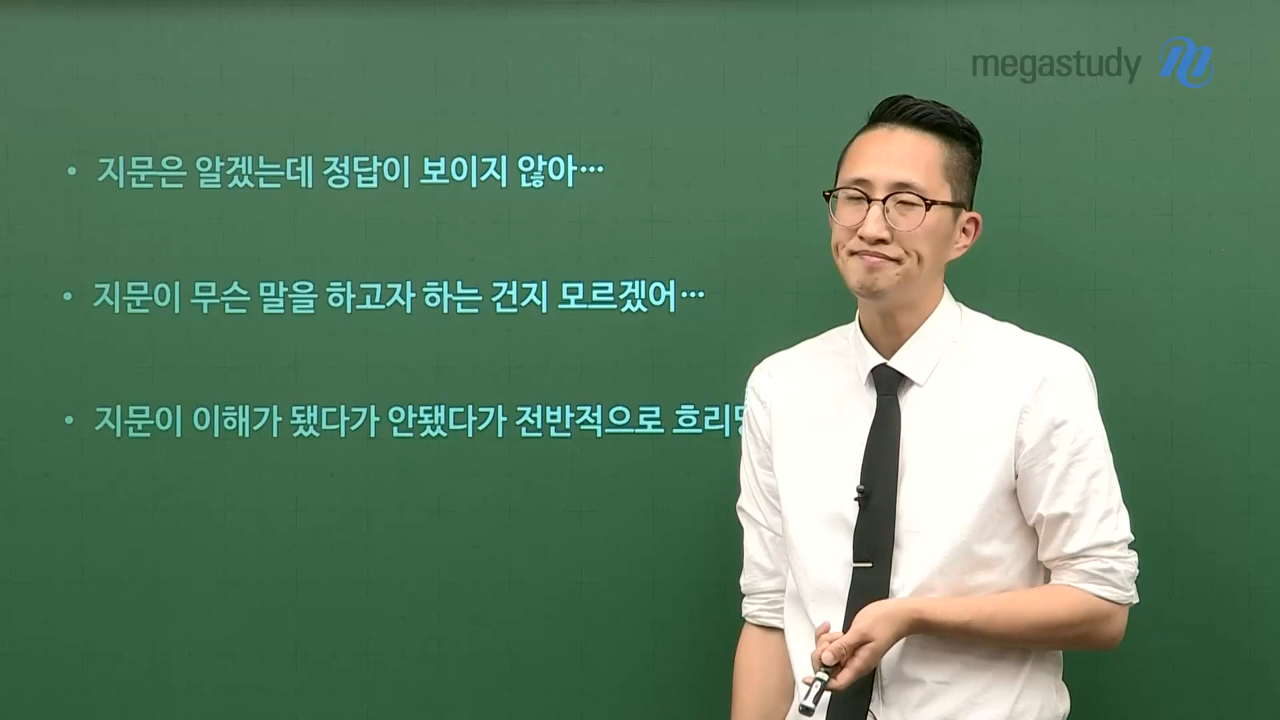 megastudy
• 지문은 알겠는데 정답이 보이지 않아…
• 지문이 무슨 말을 하고자 하는 건지 모르겠어…
• 지문이 이해가 됐다가 안됐다가 전반적으로